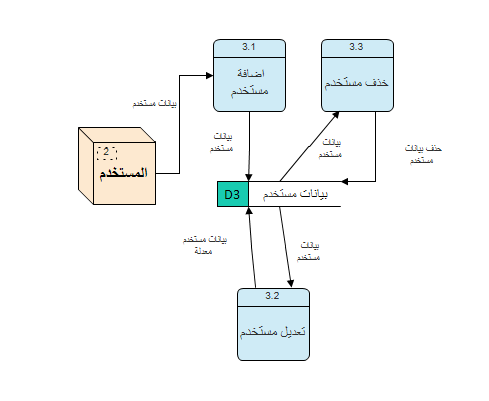 3.1
اضافة
مستخدم
3.3
حذف مستخدم
بيانات مستخدم
2
المستخدم
بيانات
مستخدم
بيانات
مستخدم
حذف بيانات
مستخدم
D3
بيانات مستخدم
بيانات مستخدم
معدلة
بيانات
مستخدم
3.2
تعديل مستخدم